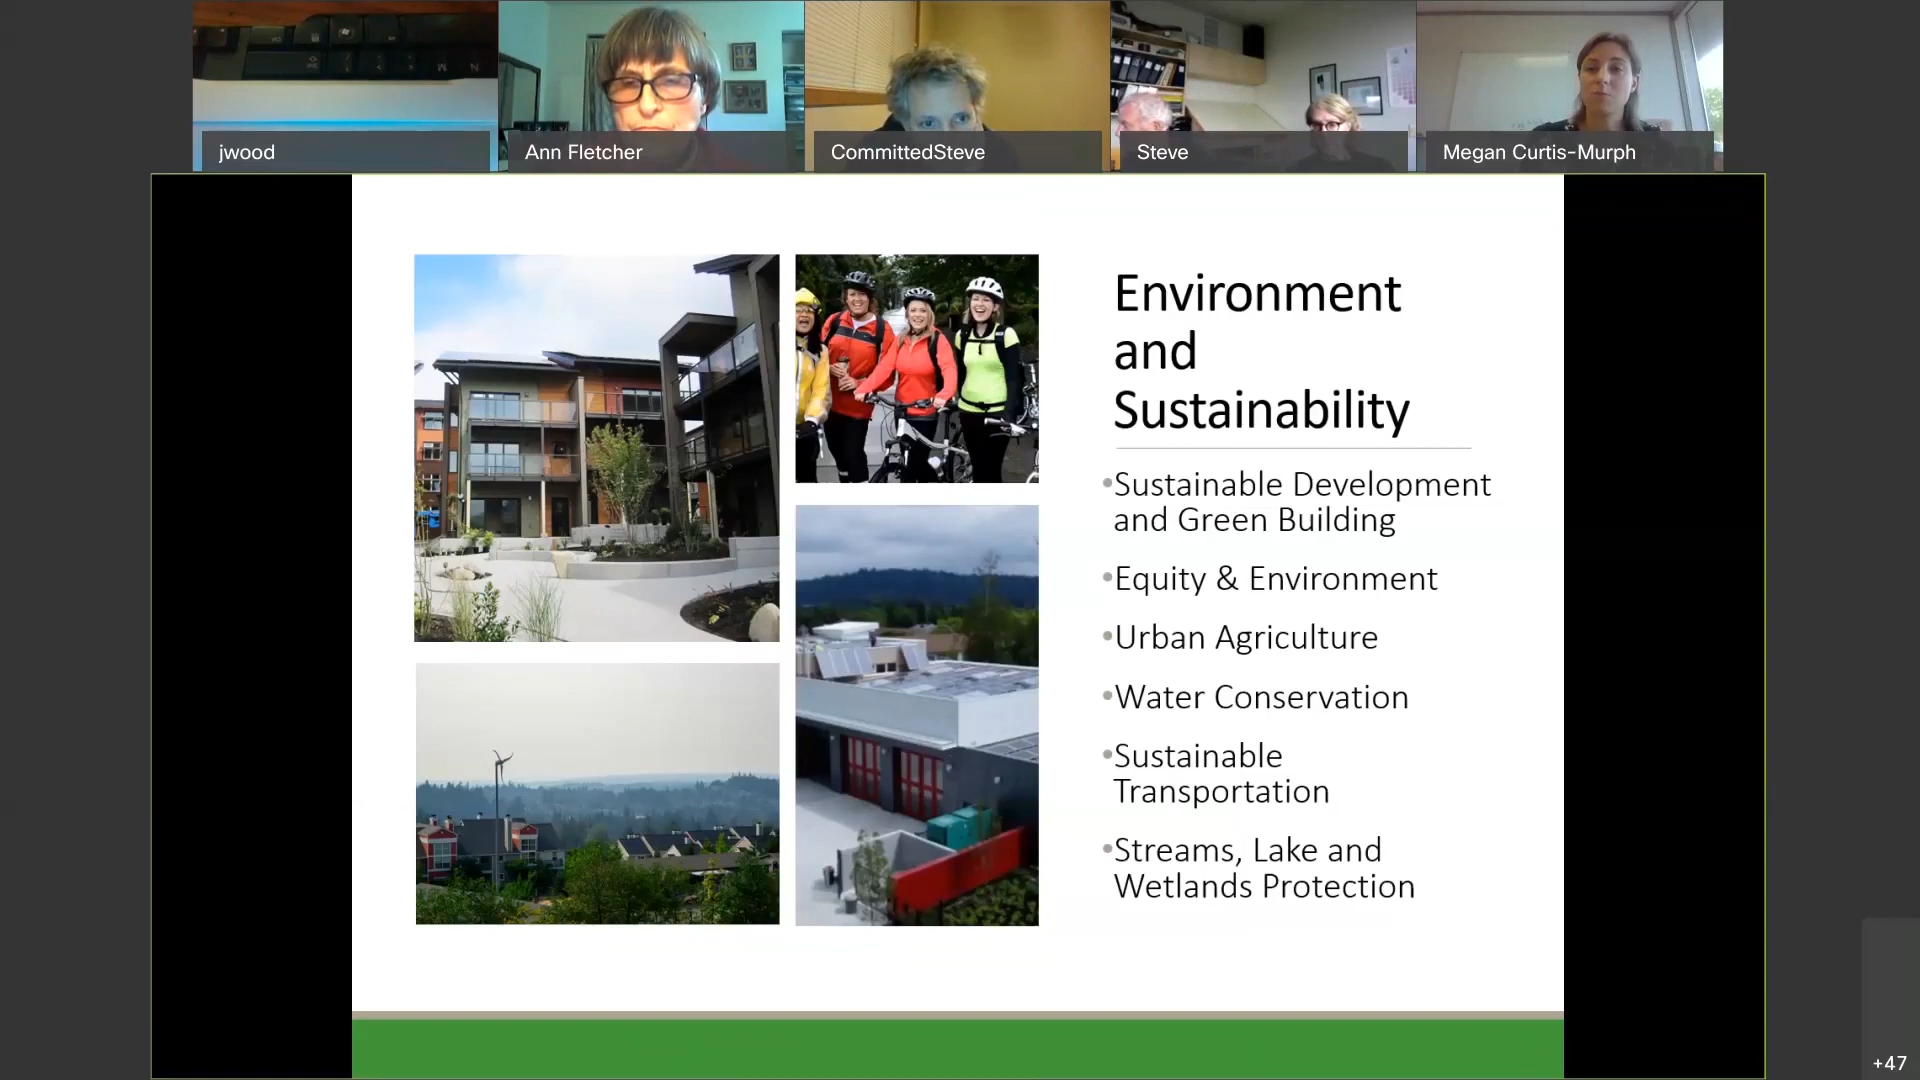 jwood
Ann Fletcher
CommittedSteve
Steve
Megan Curtis-Murph
Environment
and
Sustainability
•Sustainable Development
and Green Building
•Equity & Environment
•Urban Agriculture
•Water Conservation
•Sustainable
Transportation
•Streams, Lake and
Wetlands Protection
+47